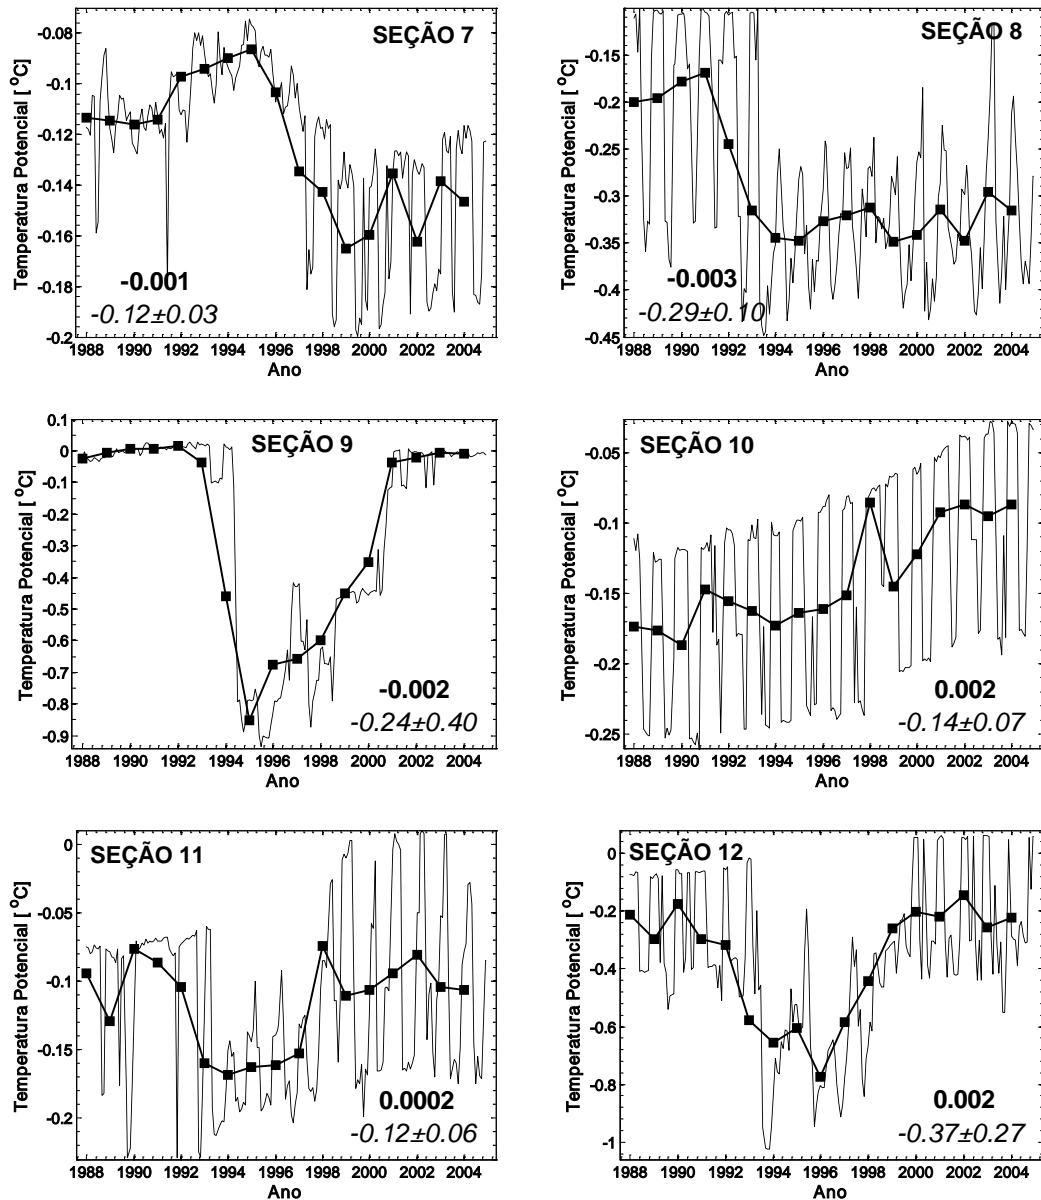 SEÇÃO 7
Temperatura Potencial [ °C]
-0.08
-0.1
-0.12
-0.14
-0.16
-0.18
-0.2
-0.001
-0.12±0.03
1988 1990 1992 1994 1996 1998 2000 2002 2004
Ano
SEÇÃO 8
Temperatura Potencial [ °C]
-0.15
-0.2
-0.25
-0.3
-0.35
-0.4
-0.45
-0.003
-0.29±0.10
1988 1990 1992 1994 1996 1998 2000 2002 2004
Ano
SEÇÃO 9
Temperatura Potencial [ °C]
0.1
0
-0.1
-0.2
-0.3
-0.4
-0.5
-0.6
-0.7
-0.8
-0.9
-0.002
-0.24±0.40
1988 1990 1992 1994 1996 1998 2000 2002 2004
Ano
SEÇÃO 10
Temperatura Potencial [ °C]
-0.05
-0.1
-0.15
-0.2
-0.25
0.002
-0.14±0.07
1988 1990 1992 1994 1996 1998 2000 2002 2004
Ano
SEÇÃO 11
Temperatura Potencial [ °C]
0
-0.05
-0.1
-0.15
-0.2
0.0002
-0.12±0.06
1988 1990 1992 1994 1996 1998 2000 2002 2004
Ano
SEÇÃO 12
Temperatura Potencial [ °C]
0
-0.2
-0.4
-0.6
-0.8
-1
0.002
-0.37±0.27
1988 1990 1992 1994 1996 1998 2000 2002 2004
Ano